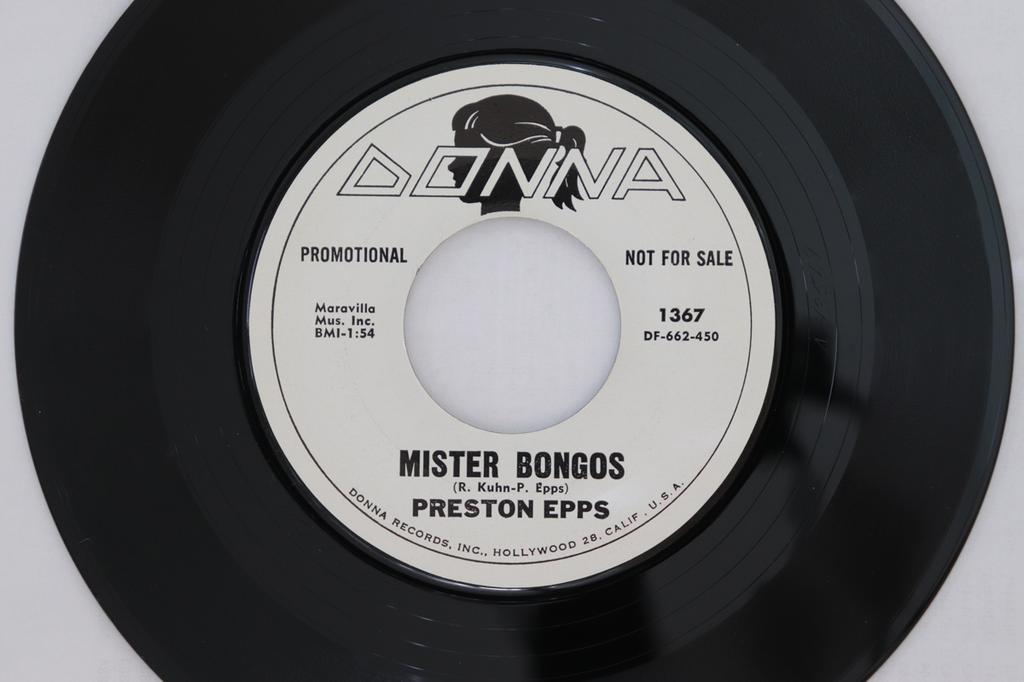 DONNA
PROMOTIONAL
NOT FOR SALE
Maravilla
Mus. Inc.
BMI-1:54
1367
DF-662-450
MISTER BONGOS
(R. Kuhn-P. Epps)
PRESTON EPPS
DONNA RECORDS, INC., HOLLYWOOD 28, CALIF. U.S.A.